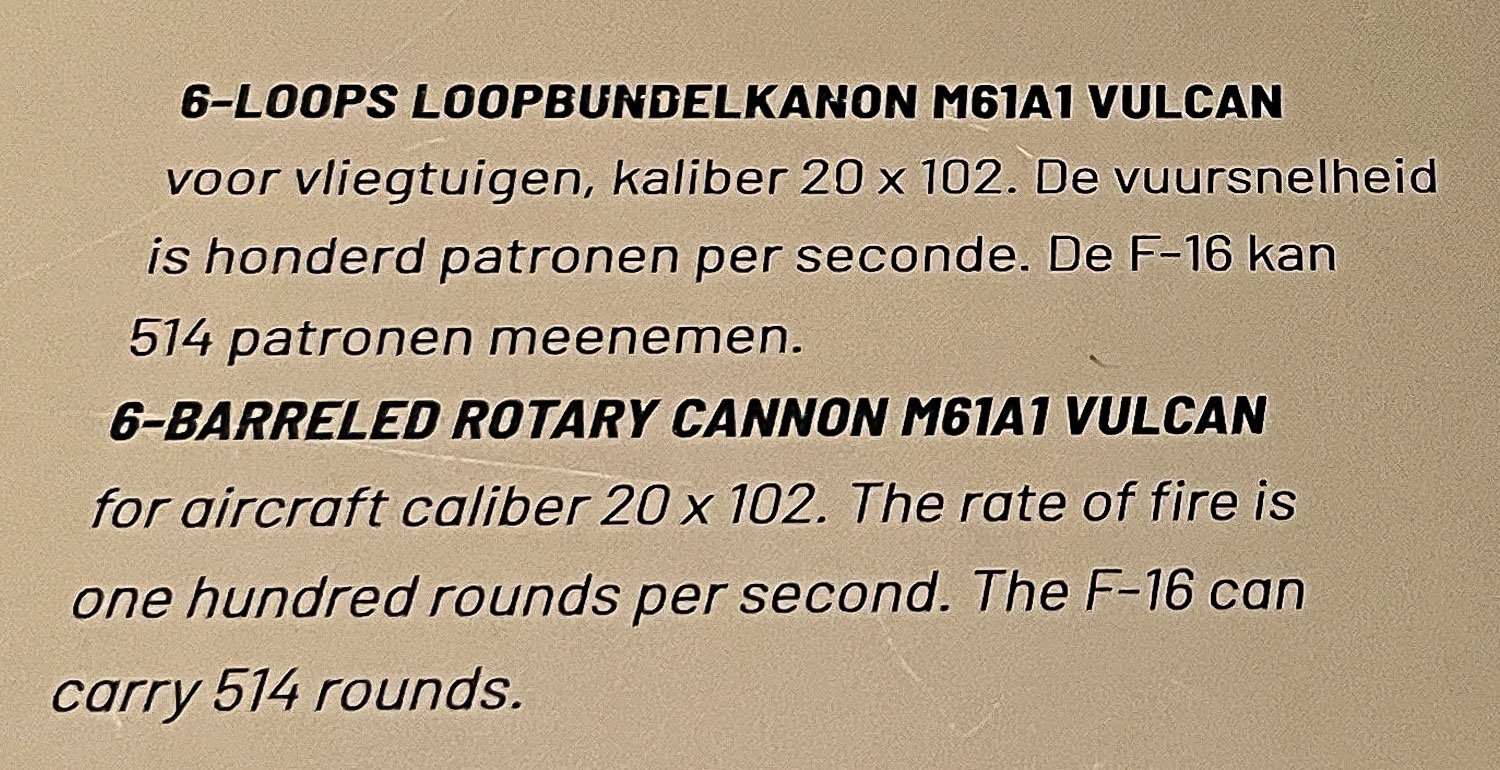 6-LOOPS LOOPBUNDELKANON M61A1 VULCAN
voor vliegtuigen, kaliber 20 x 102. De vuursnelheid
is honderd patronen per seconde. De F-16 kan
514 patronen meenemen.
6-BARRELED ROTARY CANNON M61A1 VULCAN
for aircraft caliber 20 x 102. The rate of fire is
one hundred rounds per second. The F-16 can
carry 514 rounds.